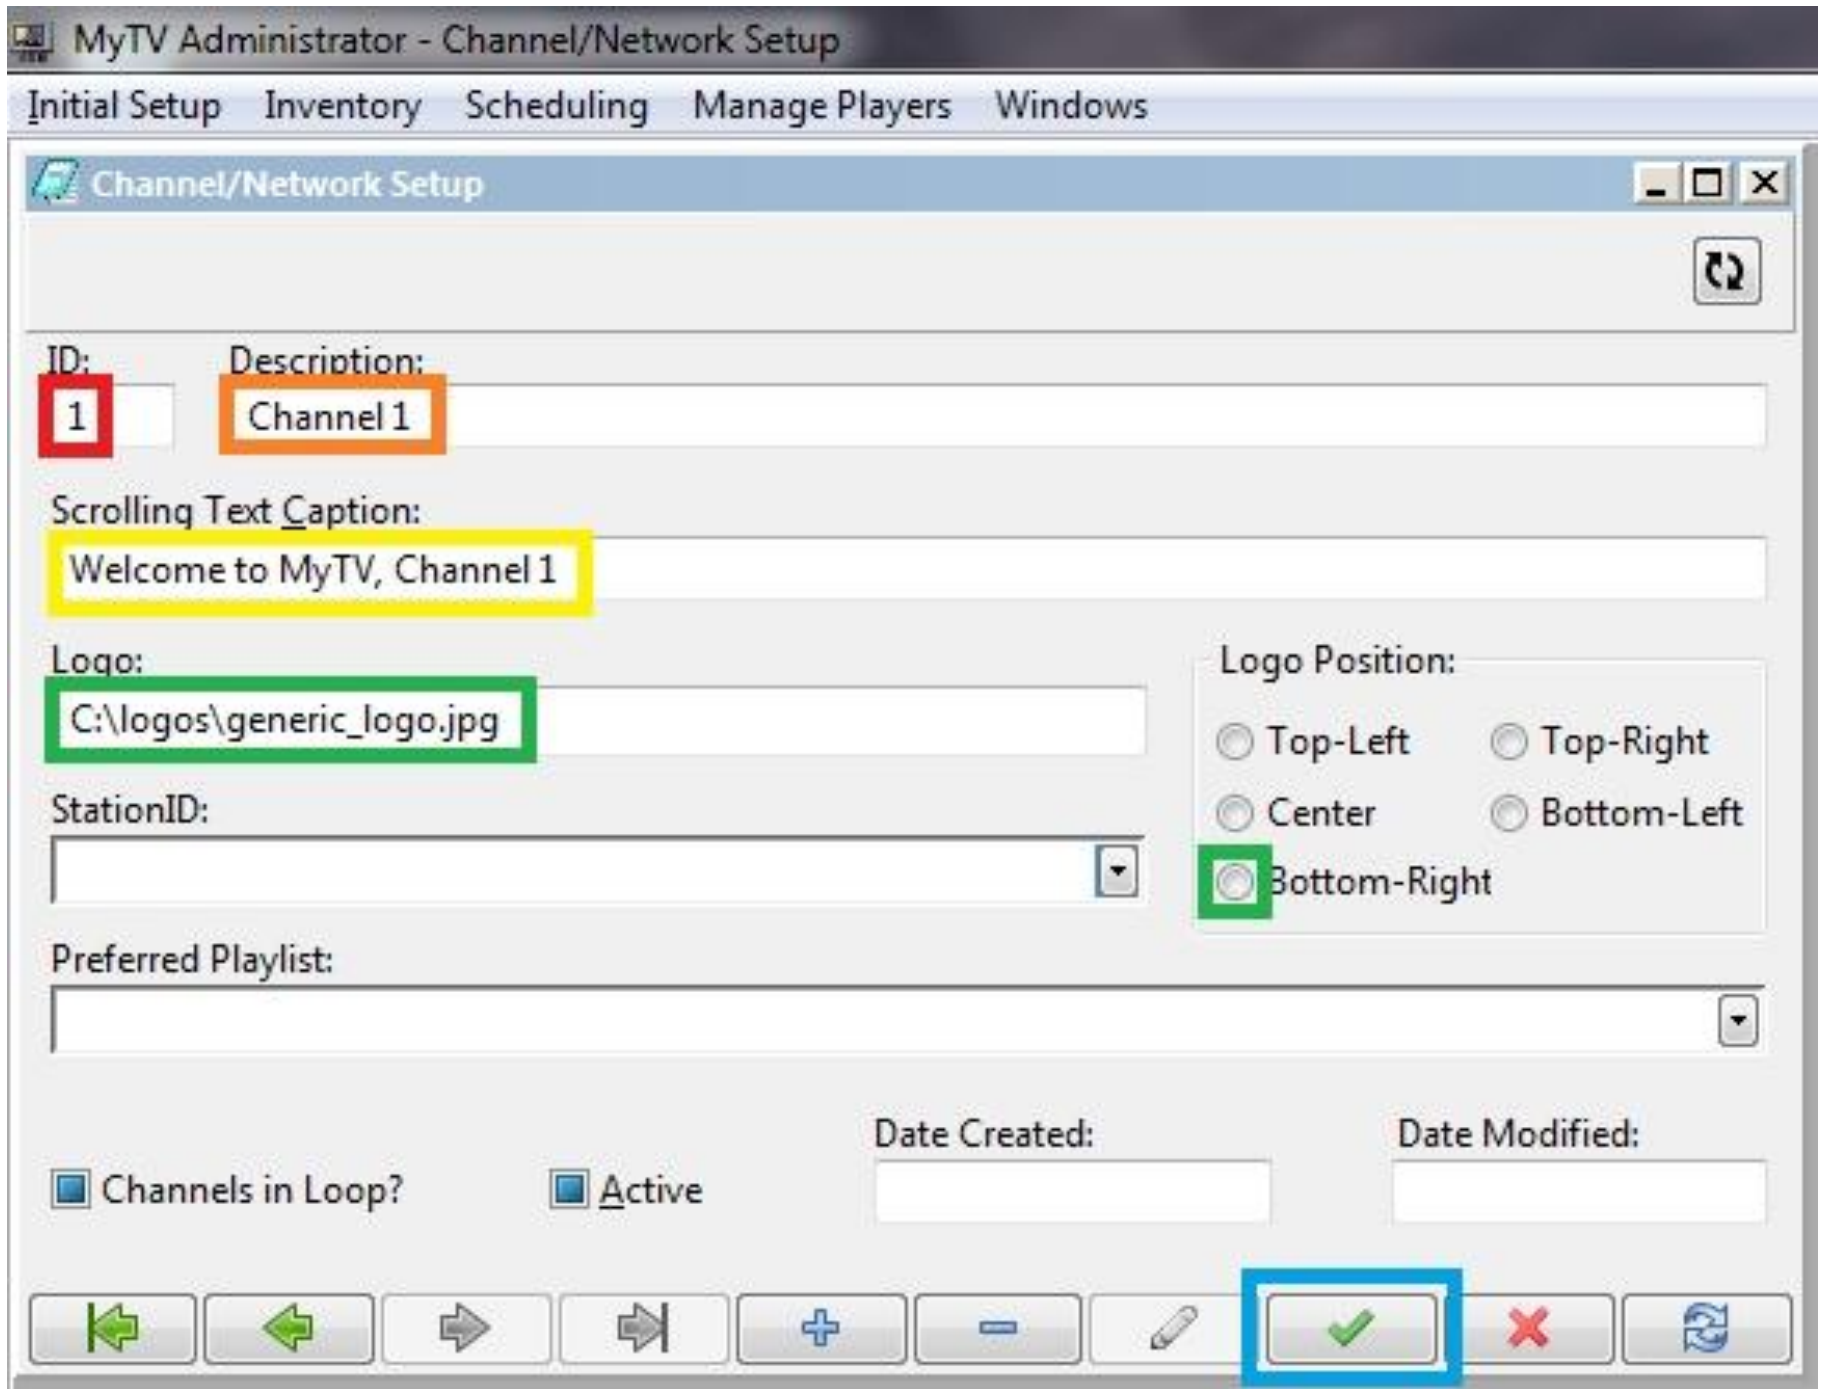 MyTV Administrator - Channel/Network Setup
Initial Setup Inventory Scheduling Manage Players Windows
Channel/Network Setup
ID: Description:
1 Channel 1
Scrolling Text Caption:
Welcome to MyTV, Channel 1
Logo: Logo Position:
C:\logos\generic_logo.jpg
Top-Left Top-Right
StationID:
Center Bottom-Left
Bottom-Right
Preferred Playlist:
Date Created: Date Modified:
Channels in Loop? Active